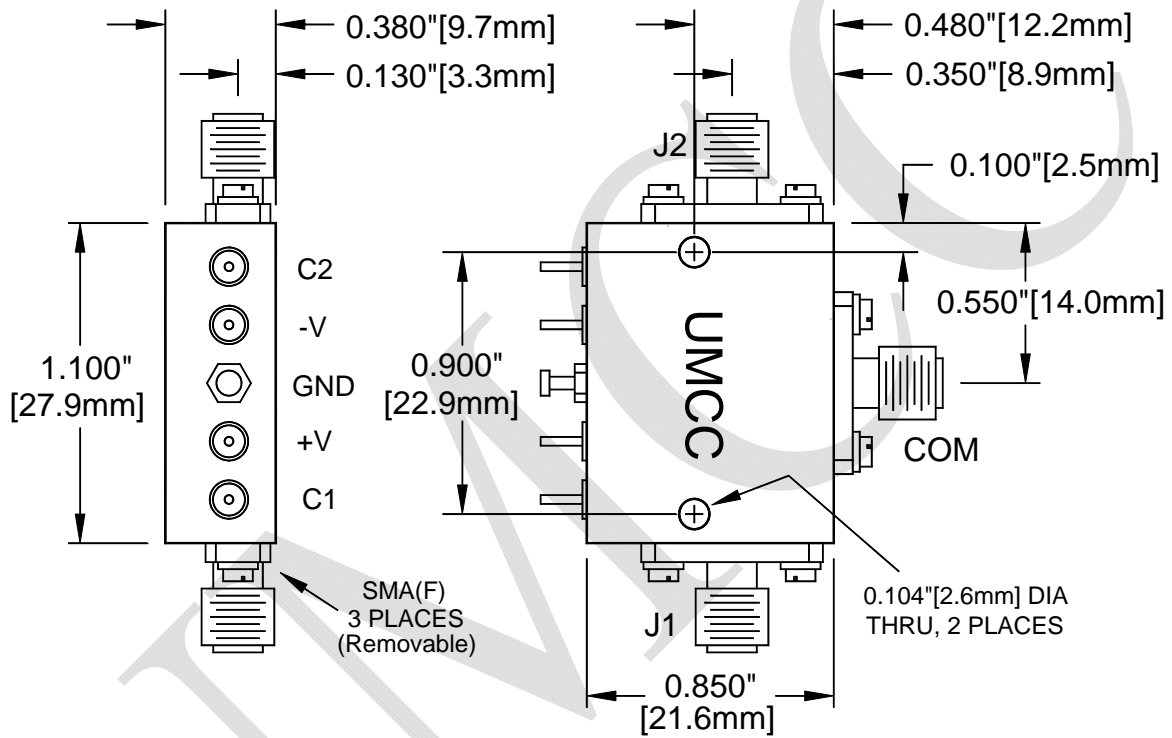 0.380"[9.7mm]
0.130"[3.3mm]
0.480"[12.2mm]
0.350"[8.9mm]
J2
0.100"[2.5mm]
0.550"[14.0mm]
C2
-V
GND
+V
C1
1.100"
[27.9mm]
0.900"
[22.9mm]
UMCC
COM
SMA(F)
3 PLACES
(Removable)
J1
0.104"[2.6mm] DIA
THRU, 2 PLACES
0.850"
[21.6mm]
UMCC